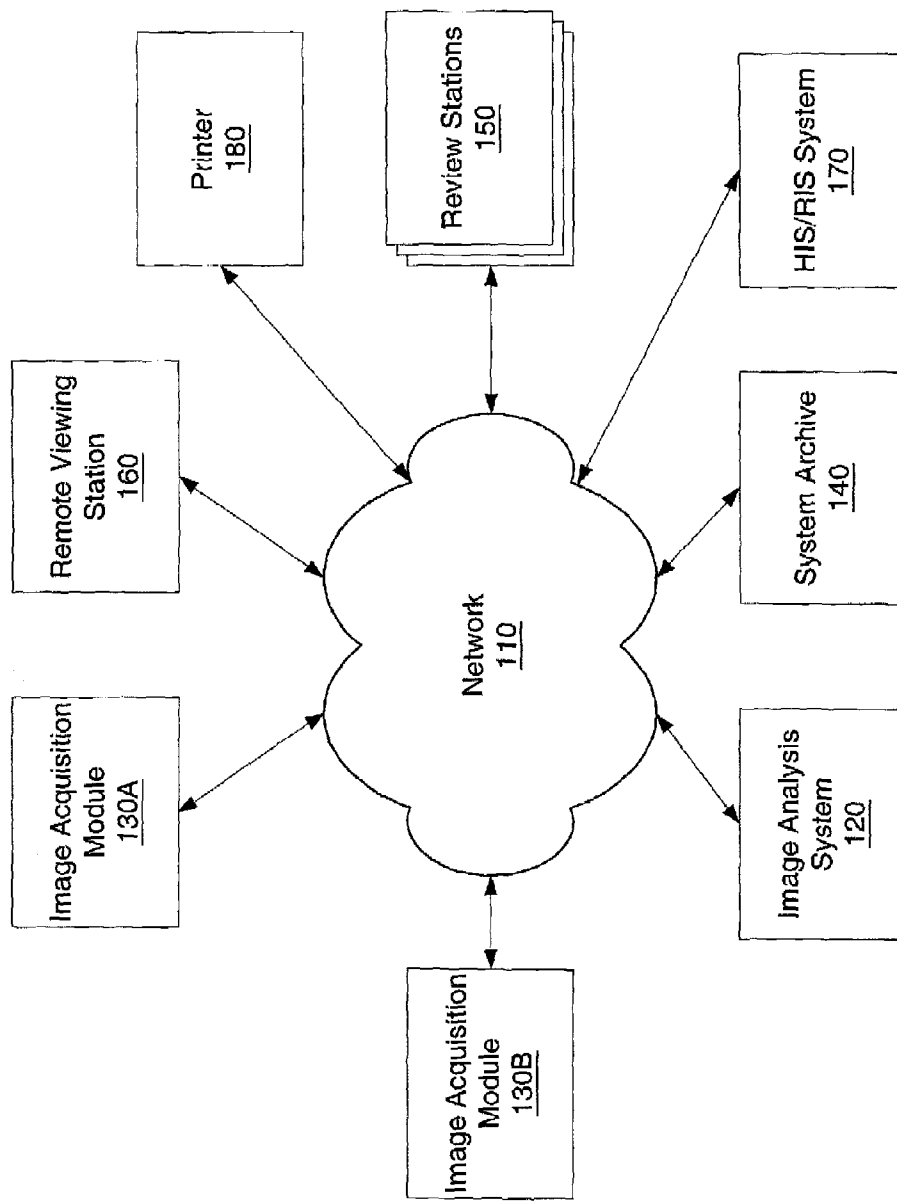 Image Acquisition
Module
130A
Remote Viewing
Station
160
Printer
180
Image Acquisition
Module
130B
Network
110
Review Stations
150
Image Analysis
System
120
System Archive
140
HIS/RIS System
170